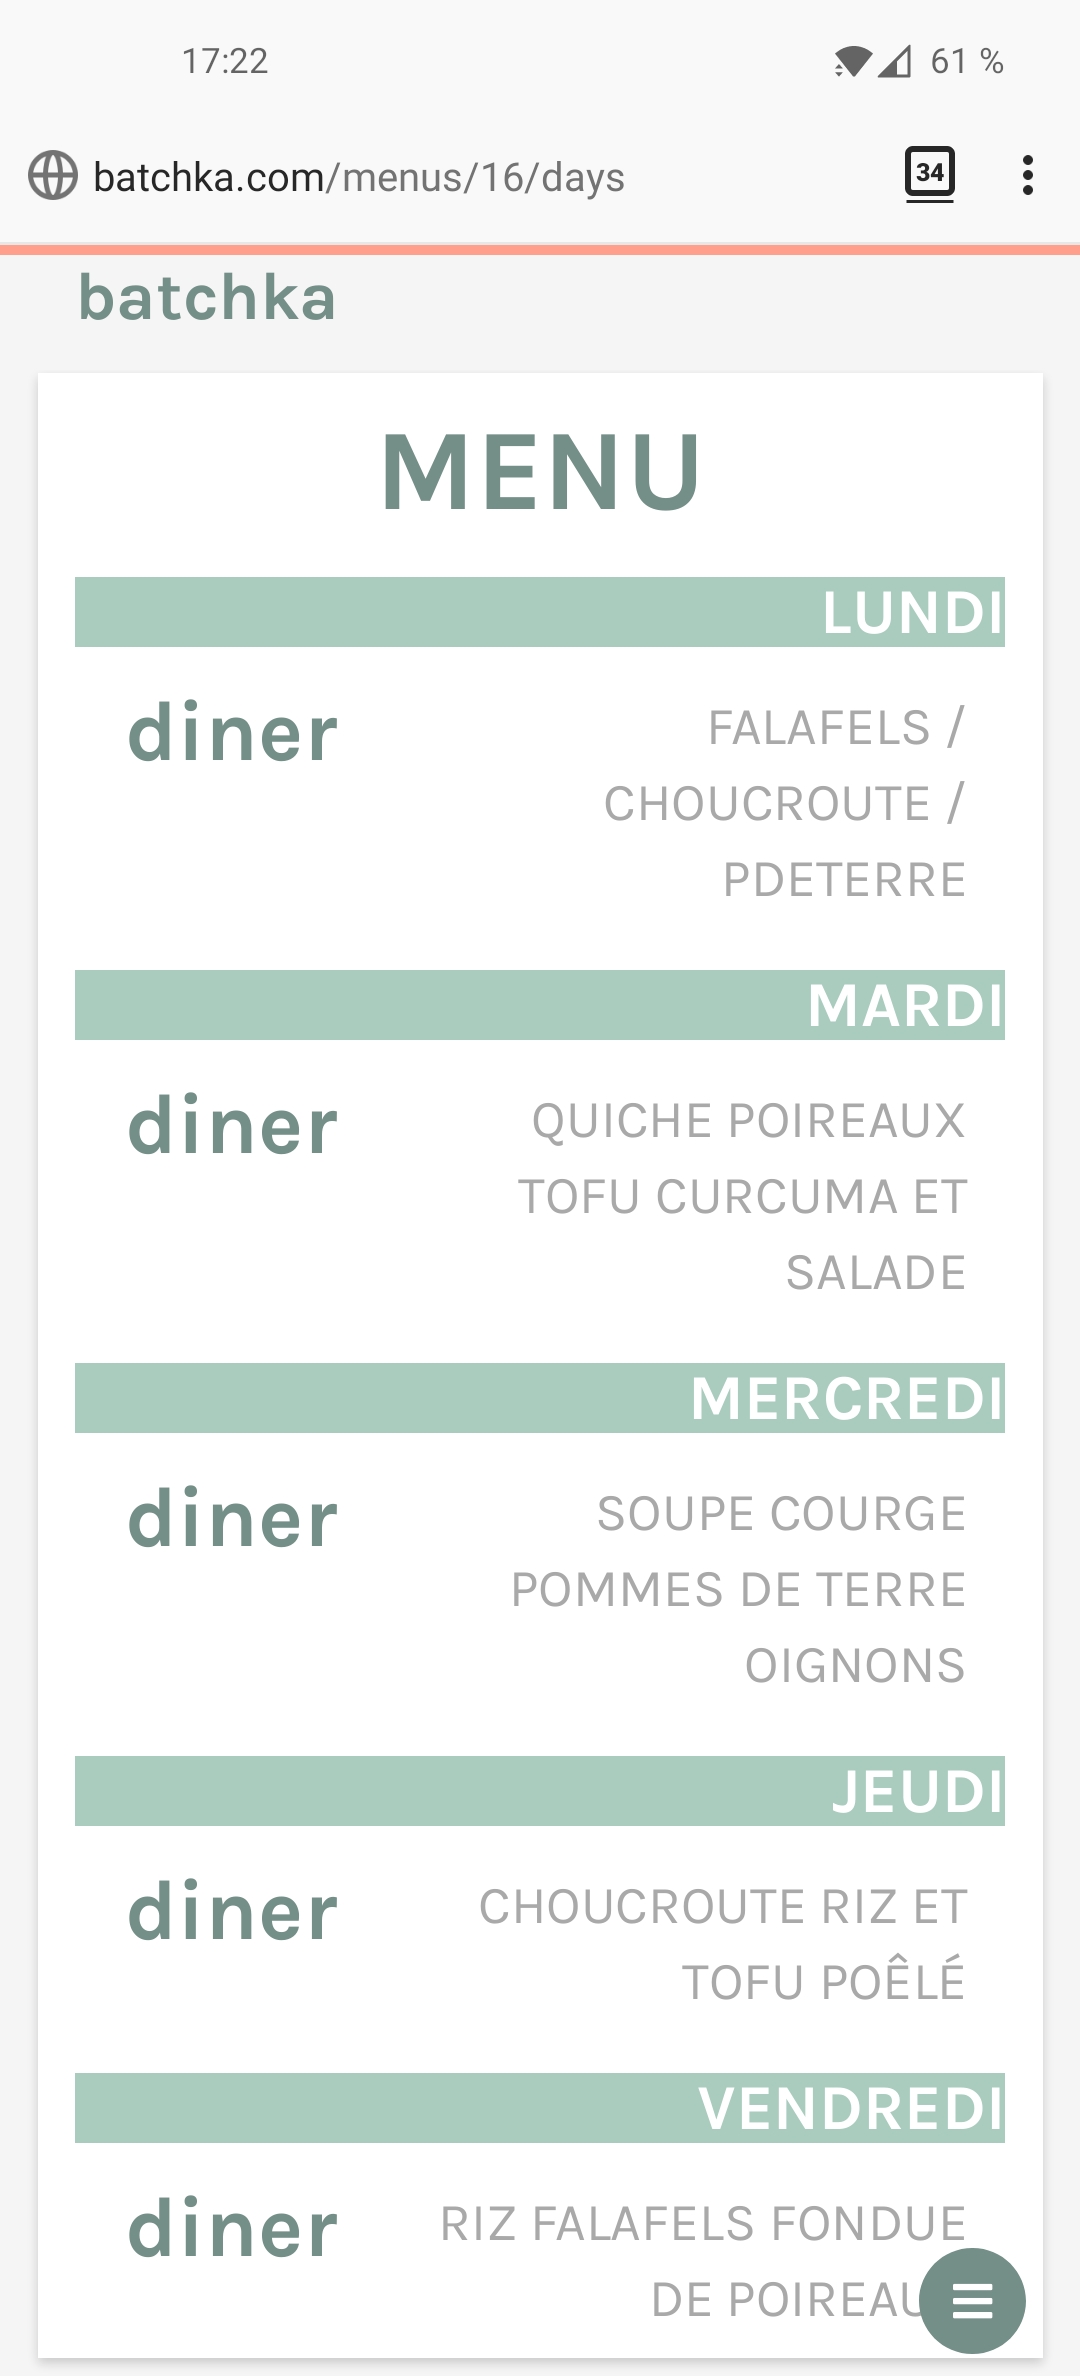 17:22
61 %
batchka.com/menus/16/days
34
batchka
MENU
LUNDI
diner
FALAFELS /
CHOUCROUTE /
PDETERRE
MARDI
diner
QUICHE POIREAUX
TOFU CURCUMA ET
SALADE
MERCREDI
diner
SOUPE COURGE
POMMES DE TERRE
OIGNONS
JEUDI
diner
CHOUCROUTE RIZ ET
TOFU POÊLÉ
VENDREDI
diner
RIZ FALAFELS FONDUE
DE